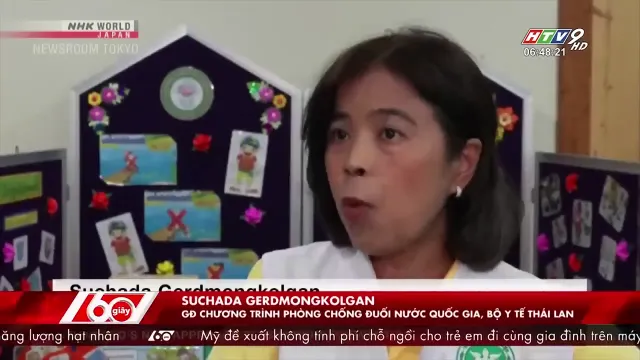 NHK WORLD
JAPAN
NEWSROOM TOKYO
HTV9 HD
06:48:21
Suchada Gerdmongkolgan
60 giây
SUCHADA GERDMONGKOLGAN
GĐ CHƯƠNG TRÌNH PHÒNG CHỐNG ĐUỐI NƯỚC QUỐC GIA, BỘ Y TẾ THÁI LAN
ăng lượng hạt nhân 60giây Mỹ đề xuất không tính phí chỗ ngồi cho trẻ em đi cùng gia đình trên má